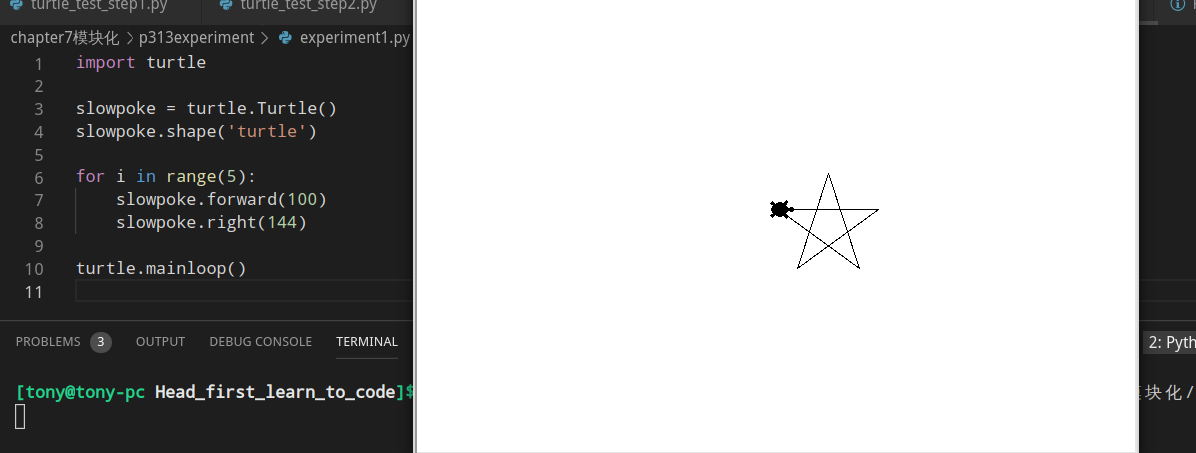 turtle_test_step1.py turtle_test_step2.py
chapter7模块化 > p313experiment > experiment1.py
1 import turtle
2
3 slowpoke = turtle.Turtle()
4 slowpoke.shape('turtle')
5
6 for i in range(5):
7 slowpoke.forward(100)
8 slowpoke.right(144)
9
10 turtle.mainloop()
11
PROBLEMS 3 OUTPUT DEBUG CONSOLE TERMINAL 2: Pyth
[tony@tony-pc Head_first_learn_to_code]$ 块化/